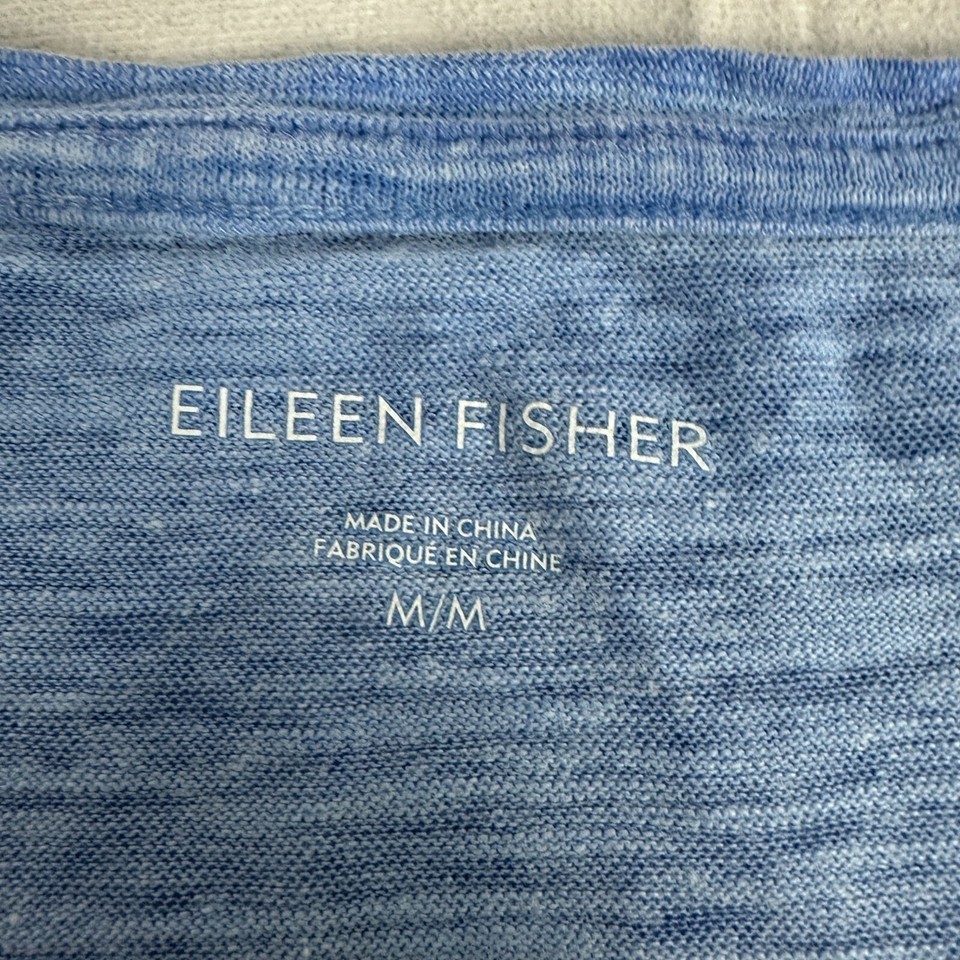 EILEEN FISHER
MADE IN CHINA
FABRIQUÉ EN CHINE
M/M